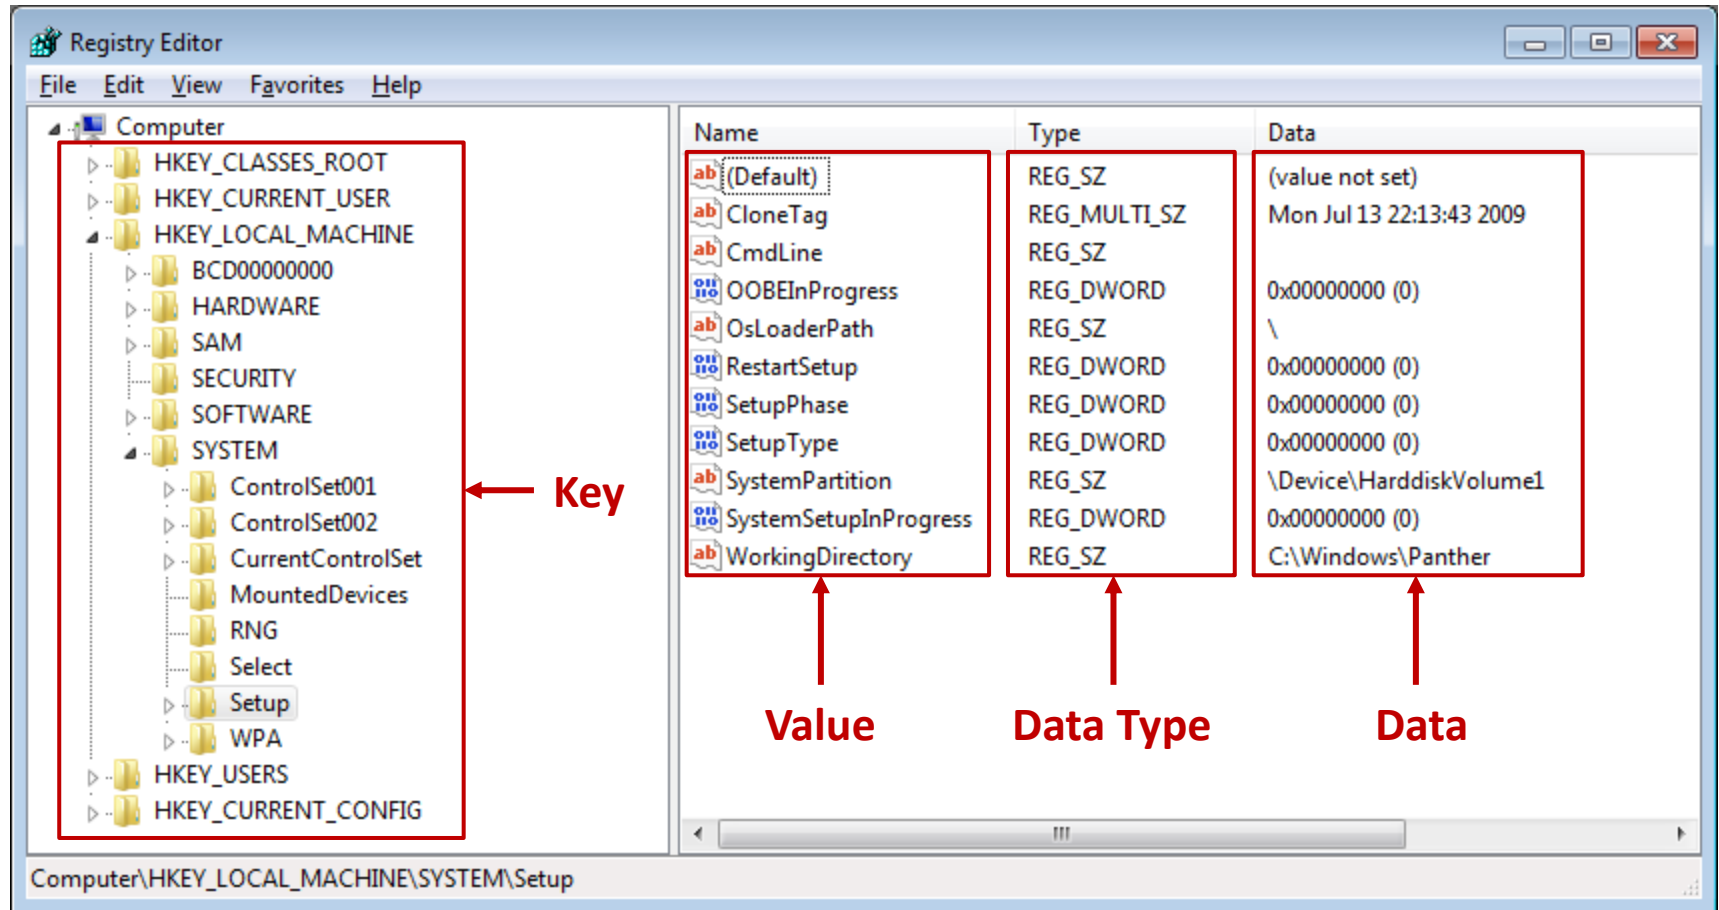 Registry Editor
File Edit View Favorites Help
Computer
HKEY_CLASSES_ROOT
HKEY_CURRENT_USER
HKEY_LOCAL_MACHINE
BCD00000000
HARDWARE
SAM
SECURITY
SOFTWARE
SYSTEM
ControlSet001
ControlSet002
CurrentControlSet
MountedDevices
RNG
Select
Setup
WPA
HKEY_USERS
HKEY_CURRENT_CONFIG
Key
Name Type Data
(Default) REG_SZ (value not set)
CloneTag REG_MULTI_SZ Mon Jul 13 22:13:43 2009
CmdLine REG_SZ
OOBEInProgress REG_DWORD 0x00000000 (0)
OsLoaderPath REG_SZ \
RestartSetup REG_DWORD 0x00000000 (0)
SetupPhase REG_DWORD 0x00000000 (0)
SetupType REG_DWORD 0x00000000 (0)
SystemPartition REG_SZ \Device\HarddiskVolume1
SystemSetupInProgress REG_DWORD 0x00000000 (0)
WorkingDirectory REG_SZ C:\Windows\Panther
Value Data Type Data
Computer\HKEY_LOCAL_MACHINE\SYSTEM\Setup